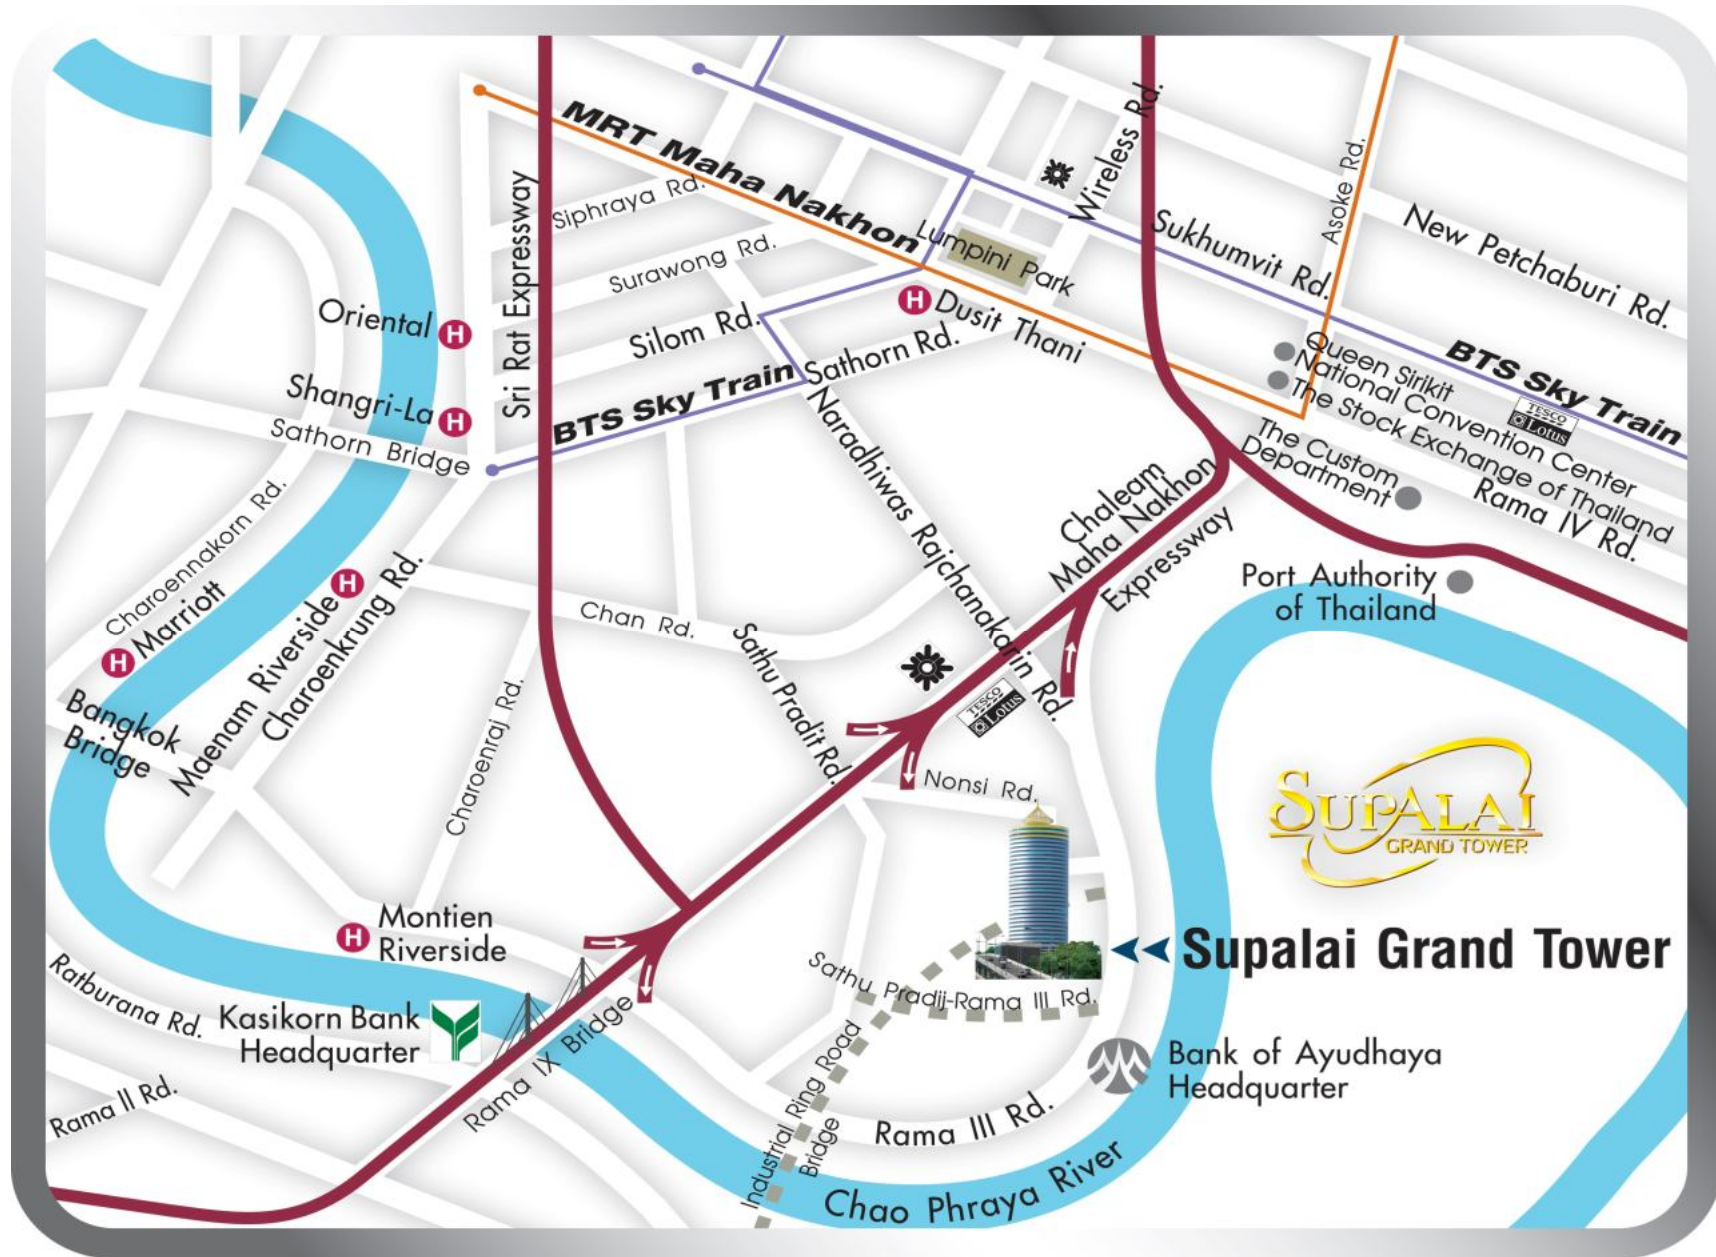 MRT Maha Nakhon
Wireless Rd.
Asoke Rd.
Siphraya Rd.
Sukhumvit Rd.
New Petchaburi Rd.
Surawong Rd.
Lumpini Park
Sri Rat Expressway
Oriental
H
H
Dusit Thani
Silom Rd.
Sathorn Rd.
BTS Sky Train
BTS Sky Train
Queen Sirikit
National Convention Center
The Stock Exchange of Thailand
TESCO
Lotus
Shangri-La
H
Sathorn Bridge
Naradhiwas Rajchanakarin Rd.
The Custom
Department
Rama IV Rd.
Chaleam
Maha Nakhon
Expressway
Charoennakorn Rd.
Marriott
H
Maenam Riverside
H
Charoenkrung Rd.
Chan Rd.
Port Authority
of Thailand
Sathu Pradit Rd.
TESCO
Lotus
Bangkok
Bridge
Charoenraj Rd.
Nonsi Rd.
SUPALAI
GRAND TOWER
H
Montien
Riverside
Supalai Grand Tower
Sathu Pradij-Rama III Rd.
Ratburana Rd.
Kasikorn Bank
Headquarter
Rama IX Bridge
Industrial Ring Road
Bridge
Bank of Ayudhaya
Headquarter
Rama II Rd.
Rama III Rd.
Chao Phraya River